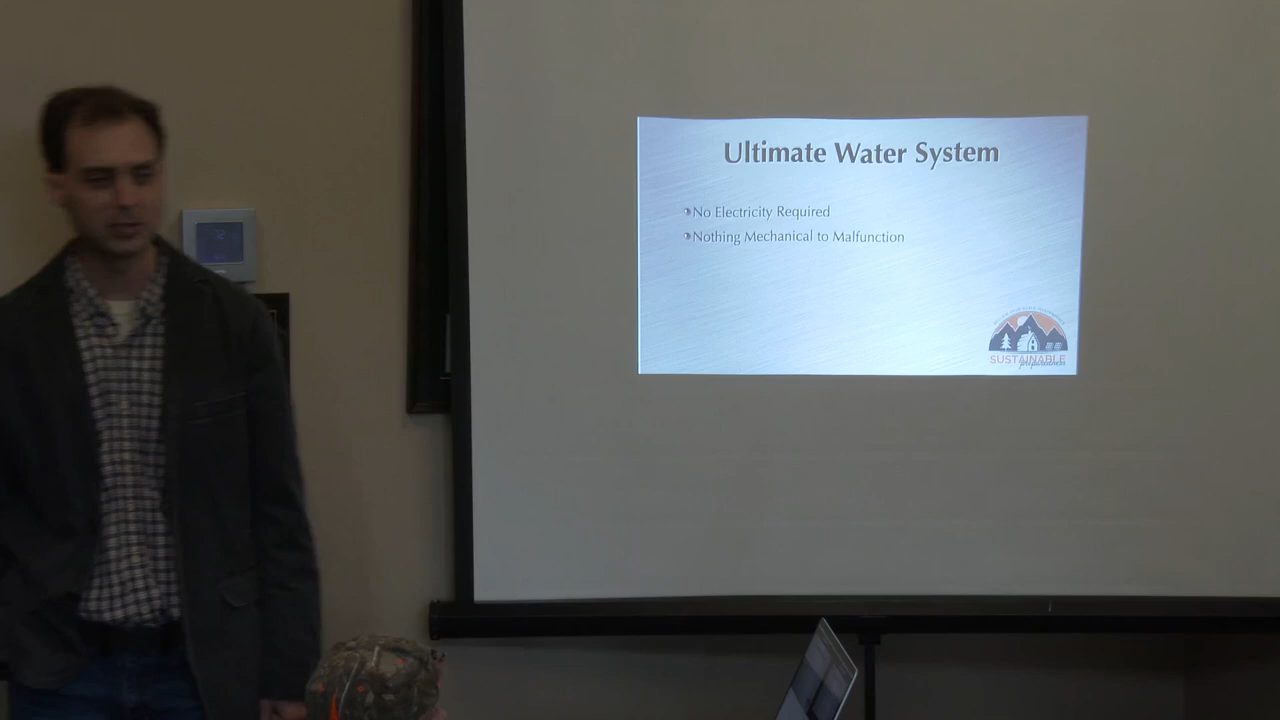 Ultimate Water System
No Electricity Required
Nothing Mechanical to Malfunction
SUSTAINABLE
preparedness